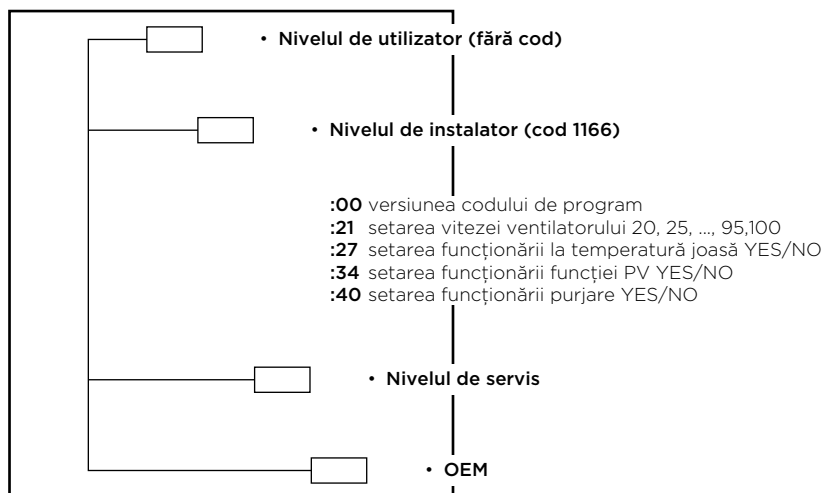 • Nivelul de utilizator (fără cod)
• Nivelul de instalator (cod 1166)
:00 versiunea codului de program
:21 setarea vitezei ventilatorului 20, 25, ..., 95,100
:27 setarea funcționării la temperatură joasă YES/NO
:34 setarea funcționării funcției PV YES/NO
:40 setarea funcționării purjare YES/NO
• Nivelul de servis
• OEM